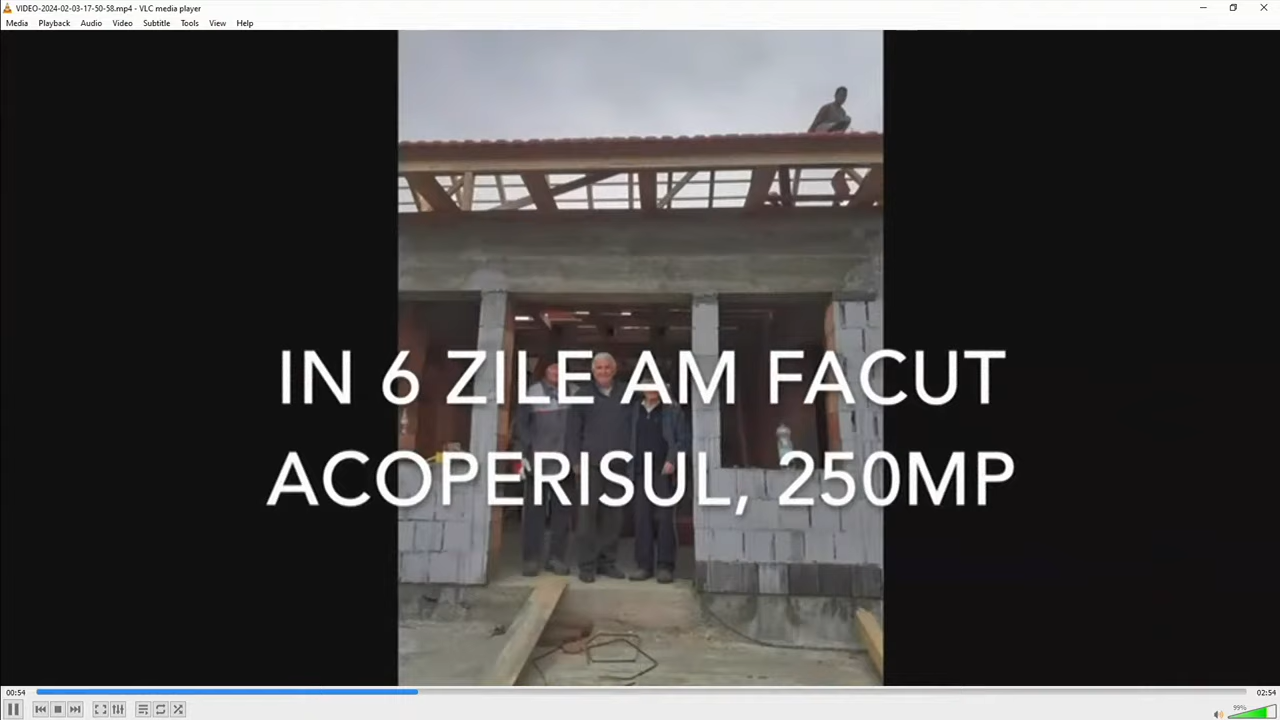 VIDEO-2024-02-03-17-50-58.mp4 - VLC media player
Media Playback Audio Video Subtitle Tools View Help
IN 6 ZILE AM FACUT
ACOPERISUL, 250MP
00:54
02:54
99%